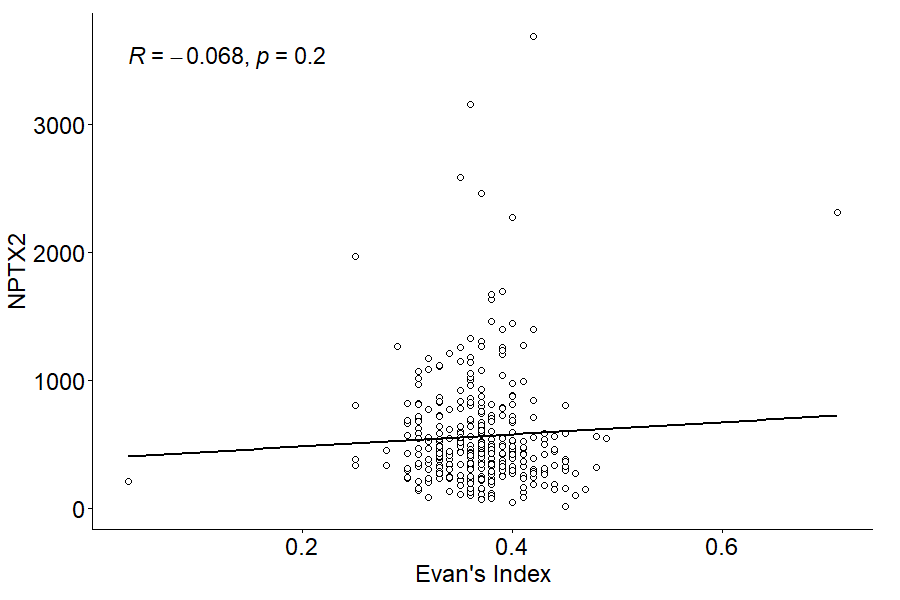 R = −0.068, p = 0.2
NPTX2
3000
2000
1000
0
0.2 0.4 0.6
Evan's Index